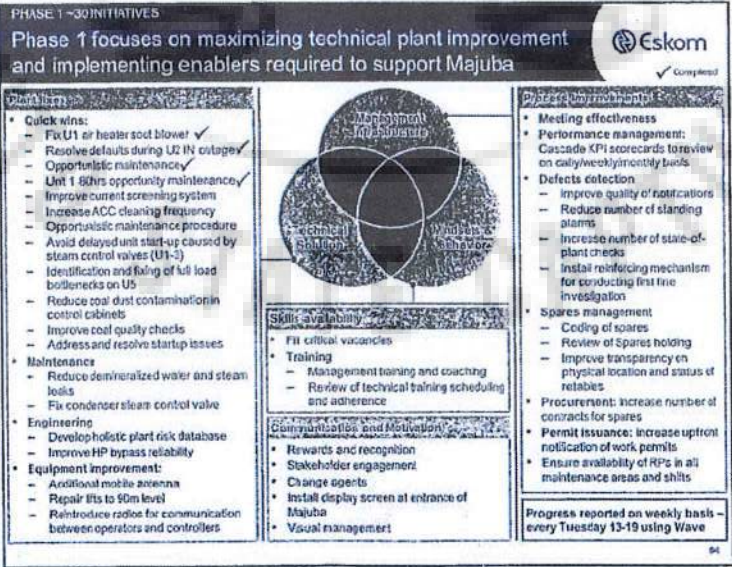 PHASE 1 ~30 INITIATIVES
Phase 1 focuses on maximizing technical plant improvement
and implementing enablers required to support Majuba
Eskom
✓ Completed
Plant fixes
• Quick wins:
– Fix U1 air heater soot blower ✓
– Resolve defaults during U2 IN outages ✓
– Opportunistic maintenance ✓
– Unit 1-80hrs opportunity maintenance ✓
– Improve current screening system
– Increase ACC cleaning frequency
– Opportunistic maintenance procedure
– Avoid delayed unit start-up caused by
steam control valves (U1-3)
– Identification and fixing of full load
bottlenecks on U5
– Reduce coal dust contamination in
control cabinets
– Improve coal quality checks
– Address and resolve startup issues
• Maintenance
– Reduce demineralized water and steam
leaks
– Fix condenser steam control valve
• Engineering
– Develop holistic plant risk database
– Improve HP bypass reliability
• Equipment improvement:
– Additional mobile antenna
– Repair lifts to 90m level
– Reintroduce radios for communication
between operators and controllers
Management
Infrastructure
Technical
Solution
Mindsets &
Behavior
Skills availability
• Fill critical vacancies
• Training
– Management training and coaching
– Review of technical training scheduling
and adherence
Communication and Motivation
• Rewards and recognition
• Stakeholder engagement
• Change agents
• Install display screen at entrance of
Majuba
• Visual management
Process Improvements
• Meeting effectiveness
• Performance management:
Cascade KPI scorecards to review
on daily/weekly/monthly basis
• Defects detection
– Improve quality of notifications
– Reduce number of standing
alarms
– Increase number of state-of-
plant checks
– Install reinforcing mechanism
for conducting first line
investigation
• Spares management
– Coding of spares
– Review of Spares holding
– Improve transparency on
physical location and status of
rotables
• Procurement: Increase number of
contracts for spares
• Permit issuance: Increase upfront
notification of work permits
• Ensure availability of RPs in all
maintenance areas and shifts
Progress reported on weekly basis –
every Tuesday 13-19 using Wave